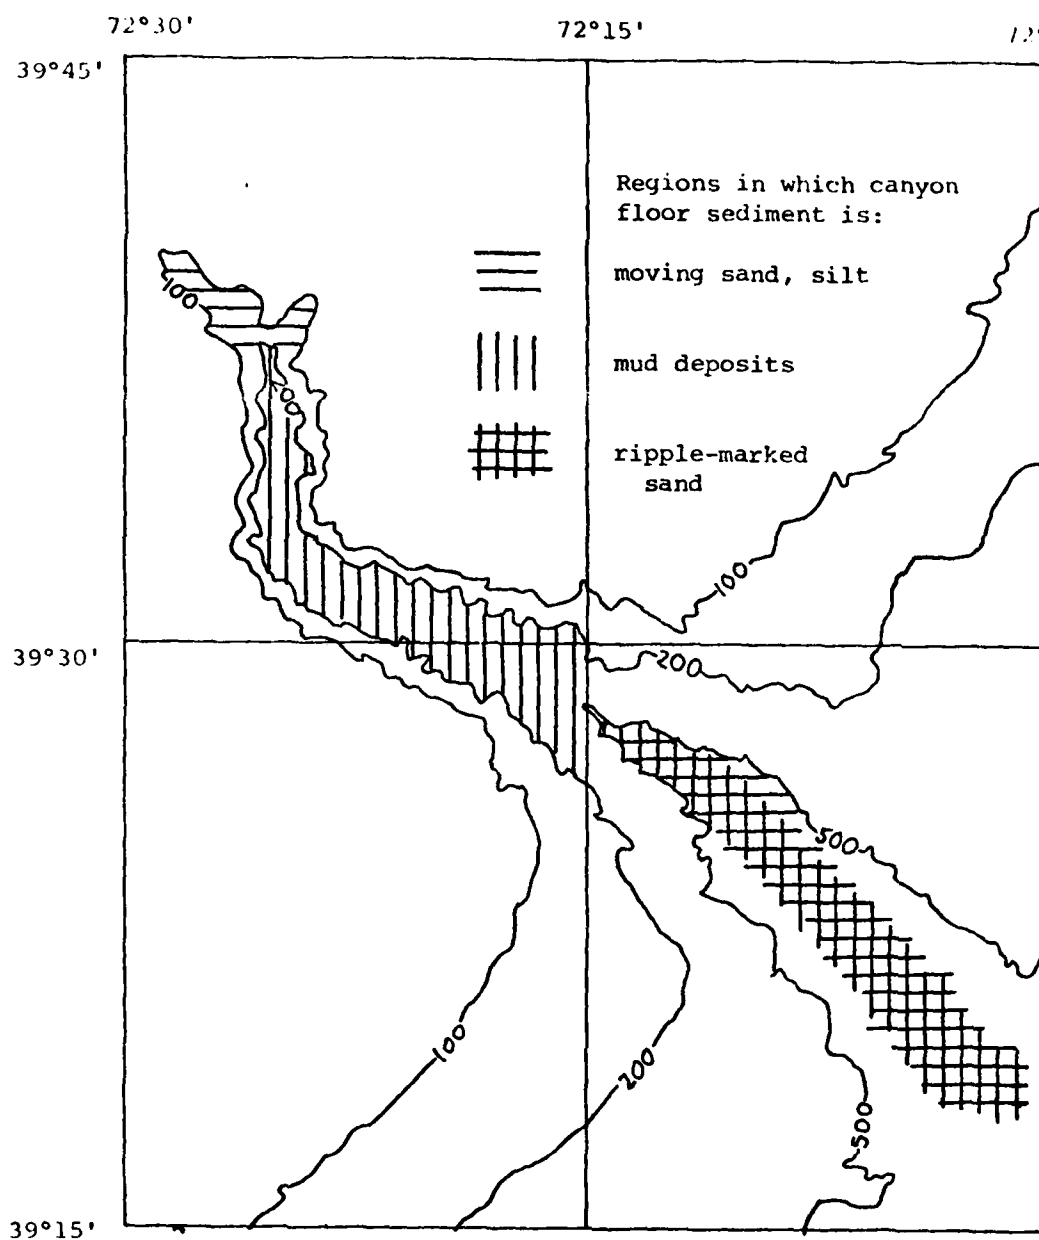 72°30'
72°15'
39°45'
Regions in which canyon
floor sediment is:
moving sand, silt
100
mud deposits
ripple-marked
sand
100
39°30'
200
500
100
200
500
39°15'